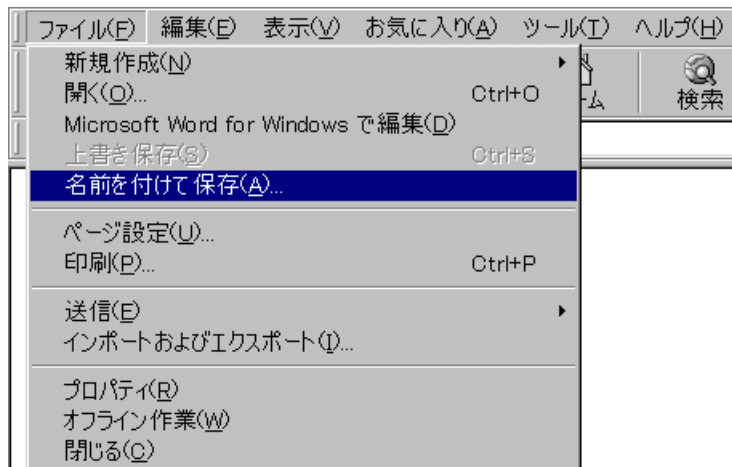 ファイル(F) 編集(E) 表示(V) お気に入り(A) ツール(T) ヘルプ(H)
検索
新規作成(N)
開く(O)... Ctrl+O
Microsoft Word for Windows で編集(D)
上書き保存(S) Ctrl+S
名前を付けて保存(A)...
ページ設定(U)...
印刷(P)... Ctrl+P
送信(E)
インポートおよびエクスポート(I)...
プロパティ(R)
オフライン作業(W)
閉じる(C)